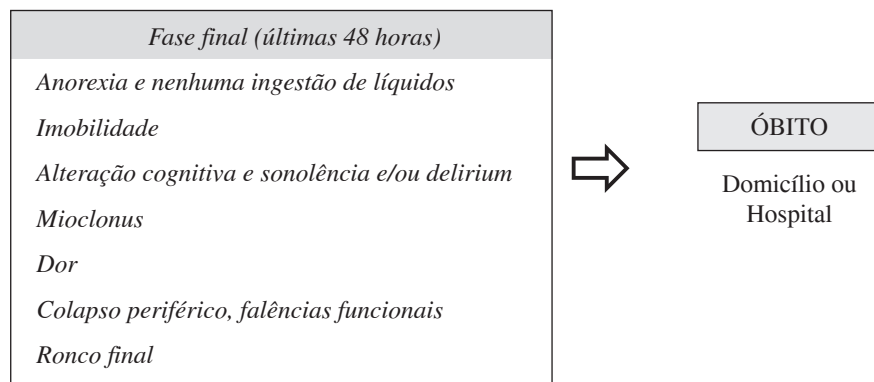 Fase final (últimas 48 horas)
Anorexia e nenhuma ingestão de líquidos
Imobilidade
Alteração cognitiva e sonolência e/ou delirium
Mioclonus
Dor
Colapso periférico, falências funcionais
Ronco final
ÓBITO
Domicílio ou
Hospital